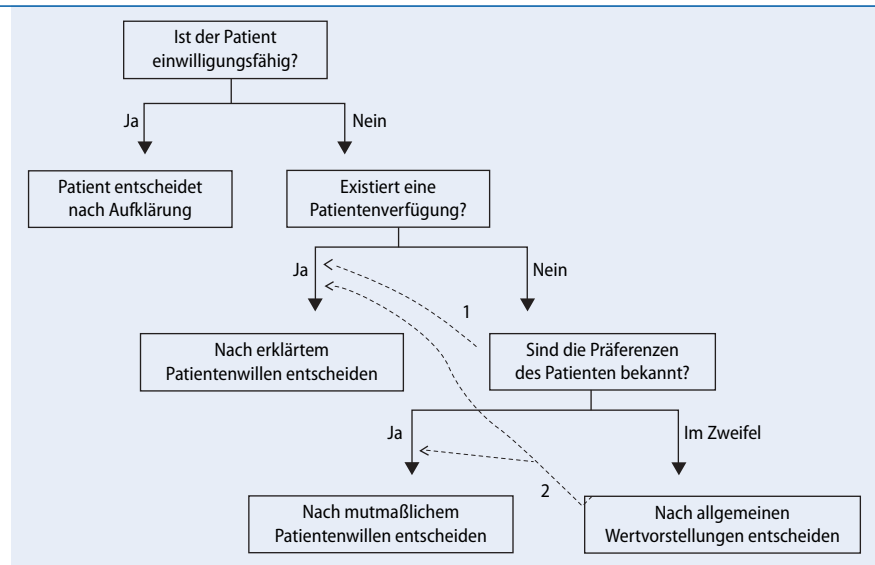 Ist der Patient
einwilligungsfähig?
Ja
Nein
Patient entscheidet
nach Aufklärung
Existiert eine
Patientenverfügung?
Ja
Nein
1
Nach erklärtem
Patientenwillen entscheiden
Sind die Präferenzen
des Patienten bekannt?
Ja
Im Zweifel
2
Nach mutmaßlichem
Patientenwillen entscheiden
Nach allgemeinen
Wertvorstellungen entscheiden